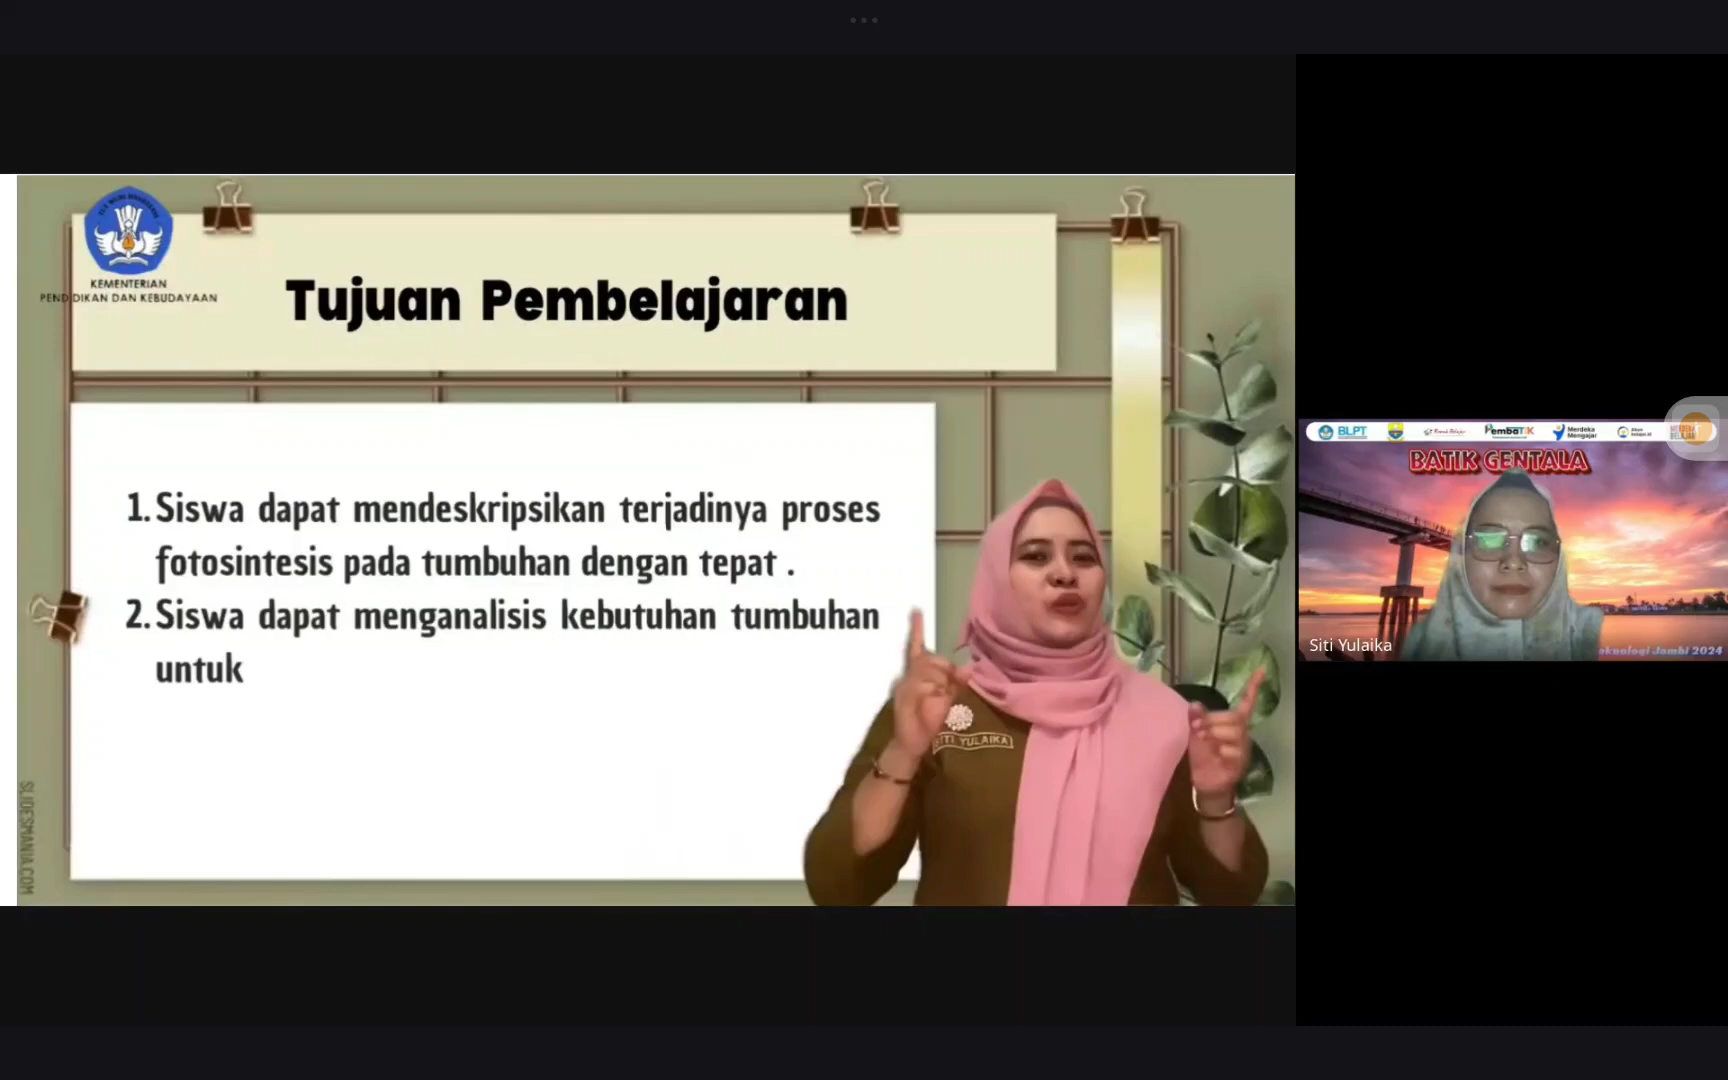 KEMENTERIAN
PENDIDIKAN DAN KEBUDAYAAN
Tujuan Pembelajaran
1. Siswa dapat mendeskripsikan terjadinya proses
fotosintesis pada tumbuhan dengan tepat .
2. Siswa dapat menganalisis kebutuhan tumbuhan
untuk
SITI YULAIKA
SLIDESMANIA.COM
BLPT
PembaTIK
Merdeka
Mengajar
BATIK GENTALA
Siti Yulaika
Jambi 2024